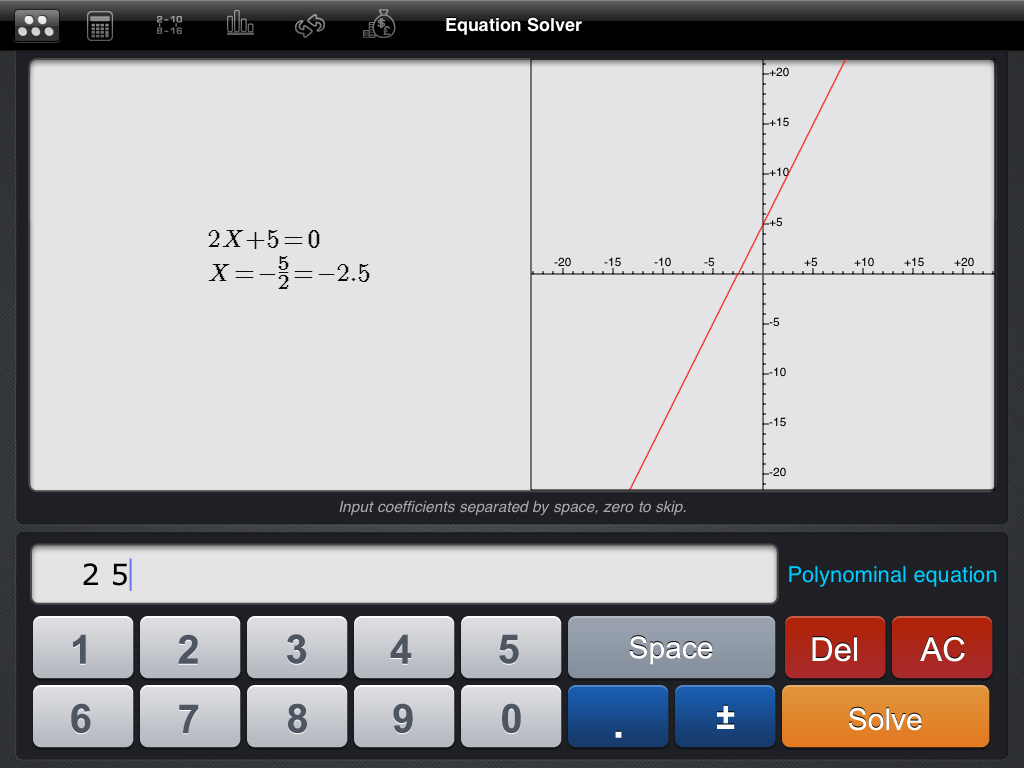 2-10
8-16
Equation Solver
2X+5=0
X=-5/2=-2.5
+20
+15
+10
+5
-20 -15 -10 -5 +5 +10 +15 +20
-5
-10
-15
-20
Input coefficients separated by space, zero to skip.
2 5
Polynominal equation
1 2 3 4 5 Space Del AC
6 7 8 9 0 . ± Solve